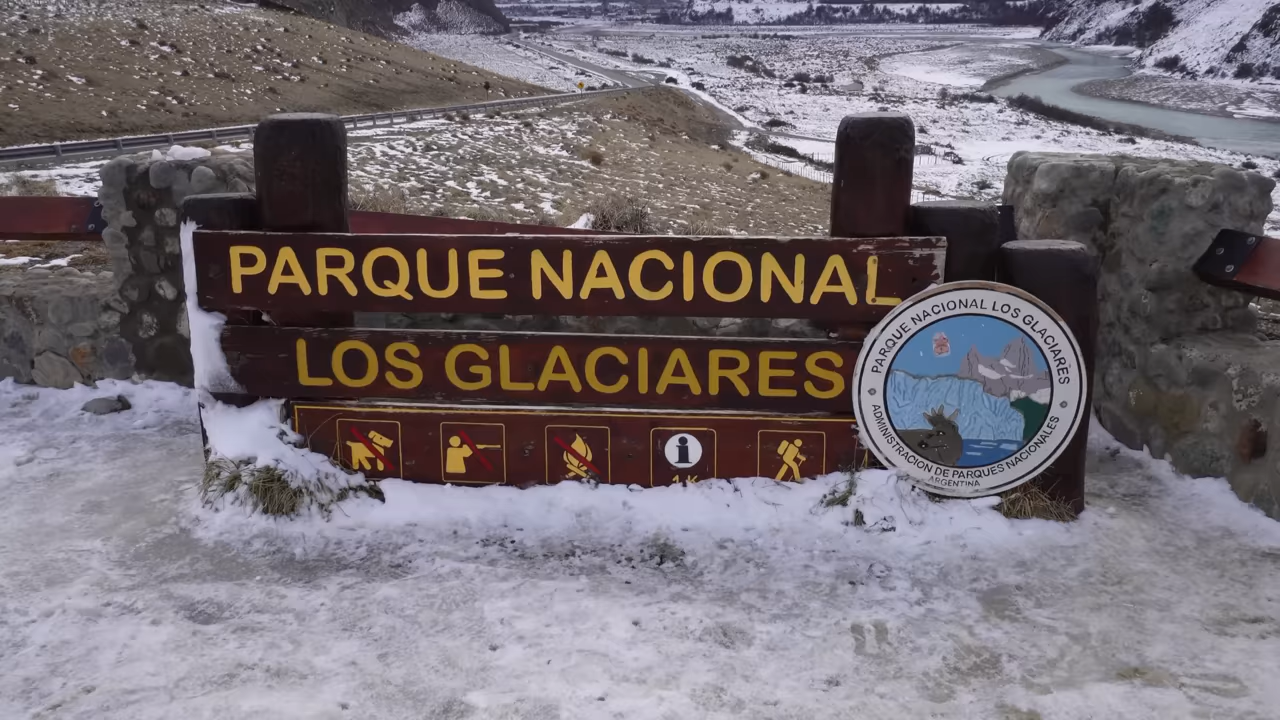 PARQUE NACIONAL
LOS GLACIARES
PARQUE NACIONAL LOS GLACIARES
ADMINISTRACION DE PARQUES NACIONALES
ARGENTINA
i